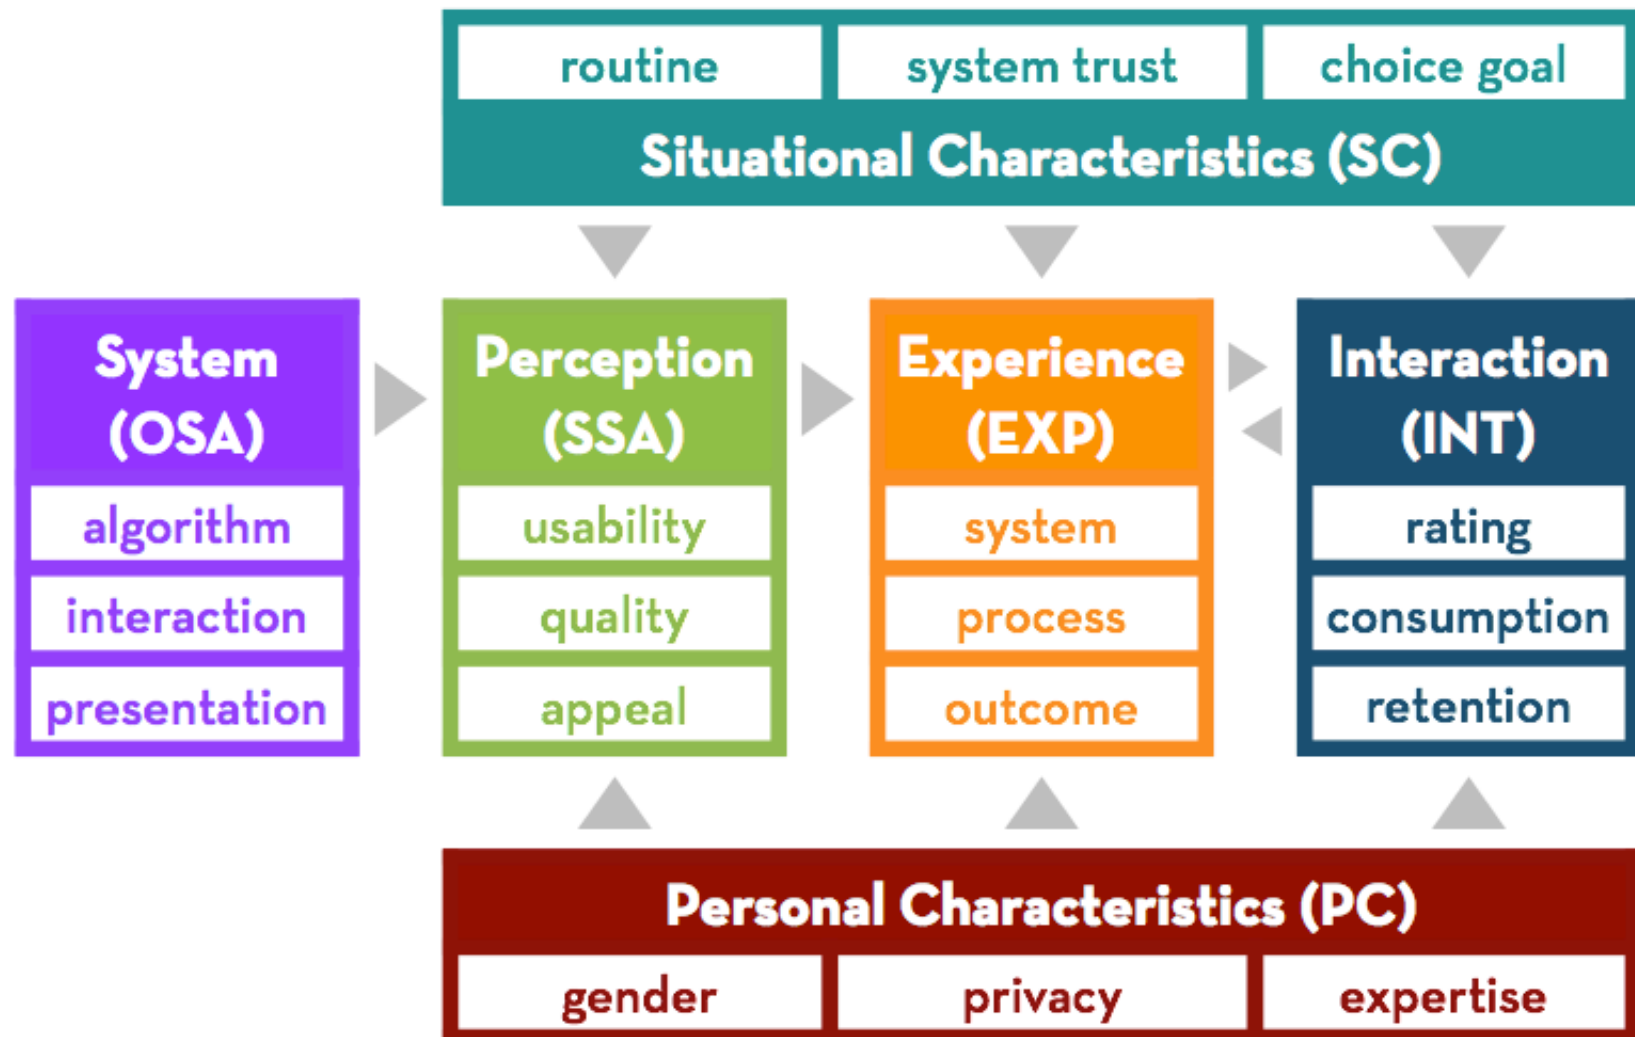 routine system trust choice goal
Situational Characteristics (SC)
System
(OSA)
algorithm
interaction
presentation
Perception
(SSA)
usability
quality
appeal
Experience
(EXP)
system
process
outcome
Interaction
(INT)
rating
consumption
retention
Personal Characteristics (PC)
gender privacy expertise